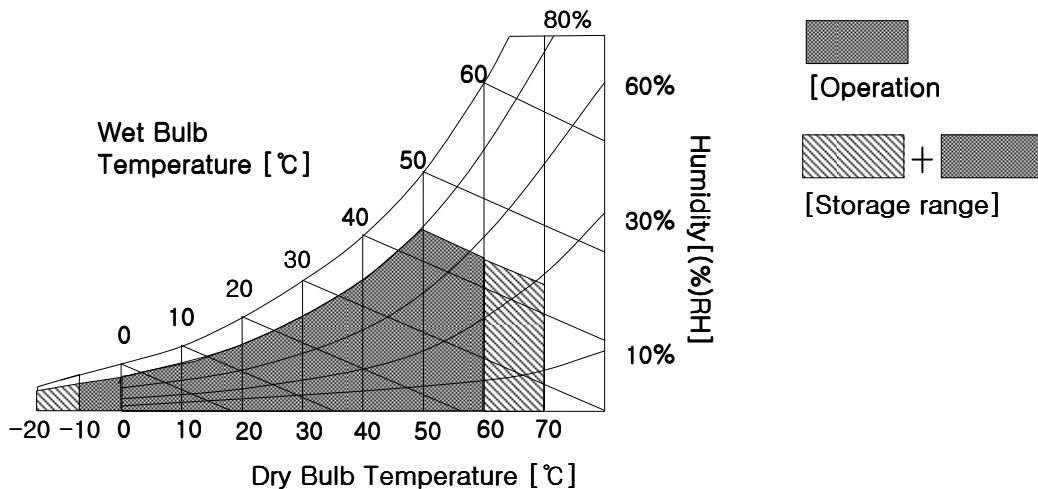 80%
60
60%
[Operation
Wet Bulb
Temperature [℃]
50
Humidity[(%)RH]
+
[Storage range]
40
30%
30
20
10
0
10%
-20 -10 0 10 20 30 40 50 60 70
Dry Bulb Temperature [℃]